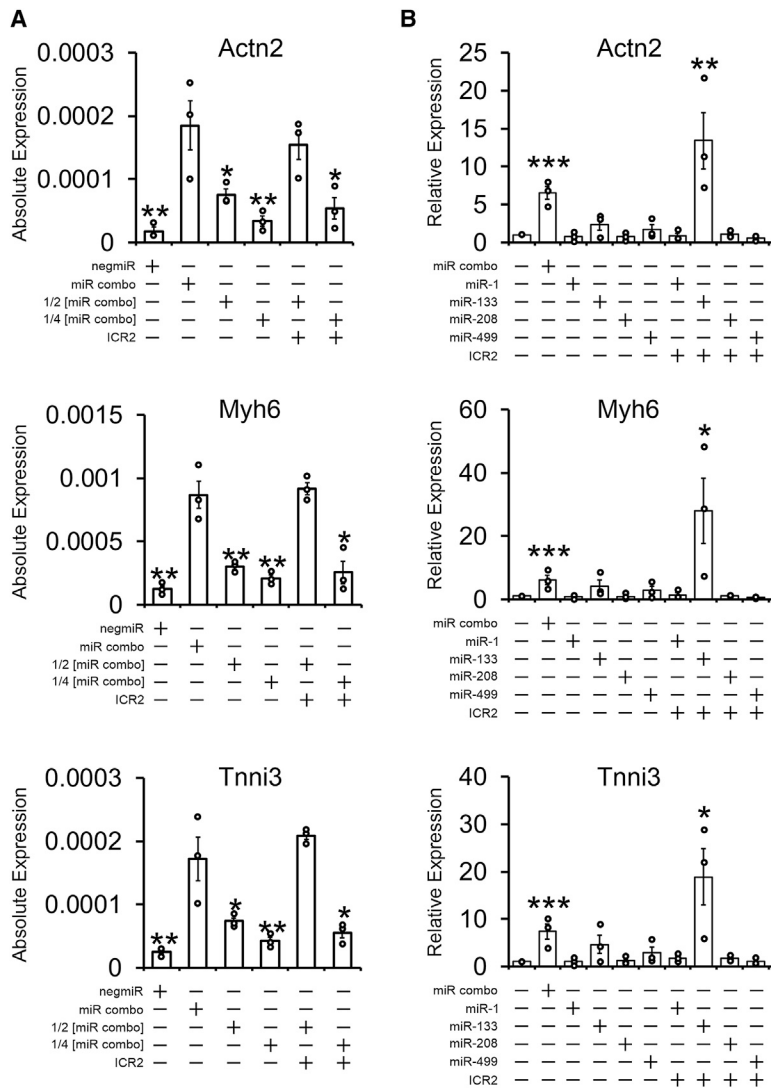 A
Actn2
Absolute Expression
0.0003
0.0002
0.0001
0
** * ** *
negmiR + — — — — —
miR combo — + — — — —
1/2 [miR combo] — — + — + —
1/4 [miR combo] — — — + — +
ICR2 — — — — + +
Myh6
Absolute Expression
0.0015
0.001
0.0005
0
** ** ** *
negmiR + — — — — —
miR combo — + — — — —
1/2 [miR combo] — — + — + —
1/4 [miR combo] — — — + — +
ICR2 — — — — + +
Tnni3
Absolute Expression
0.0003
0.0002
0.0001
0
** * ** *
negmiR + — — — — —
miR combo — + — — — —
1/2 [miR combo] — — + — + —
1/4 [miR combo] — — — + — +
ICR2 — — — — + +
B
Actn2
Relative Expression
25
20
15
10
5
0
*** **
miR combo — + — — — — — — — —
miR-1 — — + — — — + — — —
miR-133 — — — + — — — + — —
miR-208 — — — — + — — — + —
miR-499 — — — — — + — — — +
ICR2 — — — — — — + + + +
Myh6
Relative Expression
60
40
20
0
*** *
miR combo — + — — — — — — — —
miR-1 — — + — — — + — — —
miR-133 — — — + — — — + — —
miR-208 — — — — + — — — + —
miR-499 — — — — — + — — — +
ICR2 — — — — — — + + + +
Tnni3
Relative Expression
40
30
20
10
0
*** *
miR combo — + — — — — — — — —
miR-1 — — + — — — + — — —
miR-133 — — — + — — — + — —
miR-208 — — — — + — — — + —
miR-499 — — — — — + — — — +
ICR2 — — — — — — + + + +